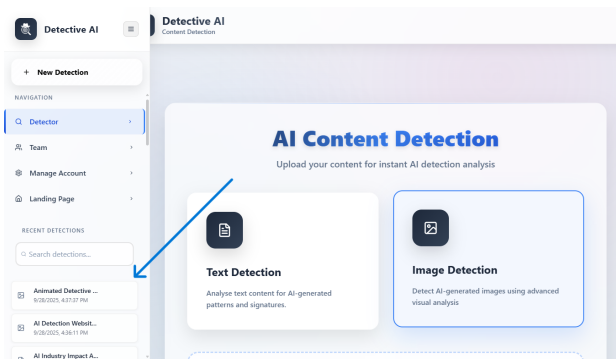 Detective AI
New Detection
NAVIGATION
Detector
Team
Manage Account
Landing Page
RECENT DETECTIONS
Search detections...
Animated Detective ...
9/28/2025, 4:37:37 PM
AI Detection Websit...
9/28/2025, 4:36:11 PM
AI Industry Impact A...
Detective AI
Content Detection
AI Content Detection
Upload your content for instant AI detection analysis
Text Detection
Analyse text content for AI-generated
patterns and signatures.
Image Detection
Detect AI-generated images using advanced
visual analysis